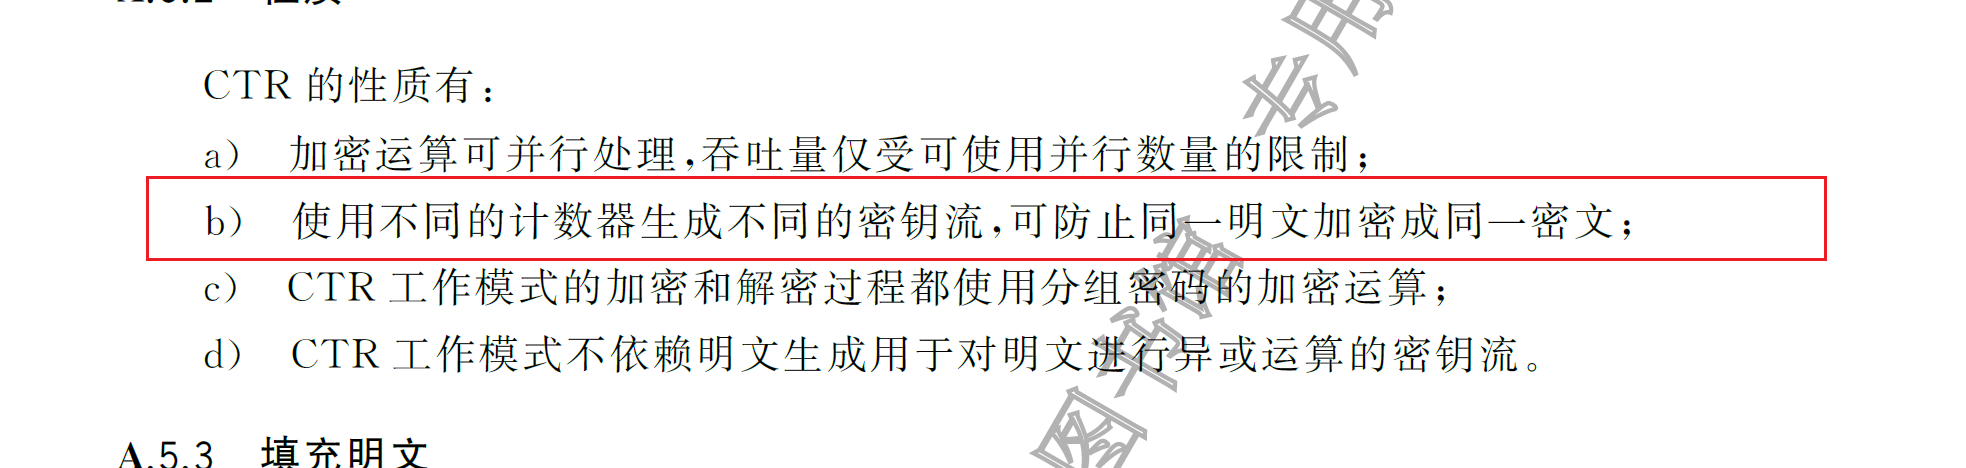 CTR 的性质有：
a) 加密运算可并行处理,吞吐量仅受可使用并行数量的限制；
b) 使用不同的计数器生成不同的密钥流,可防止同一明文加密成同一密文；
c) CTR 工作模式的加密和解密过程都使用分组密码的加密运算；
d) CTR 工作模式不依赖明文生成用于对明文进行异或运算的密钥流。
A.5.3 填充明文
图书馆 专用